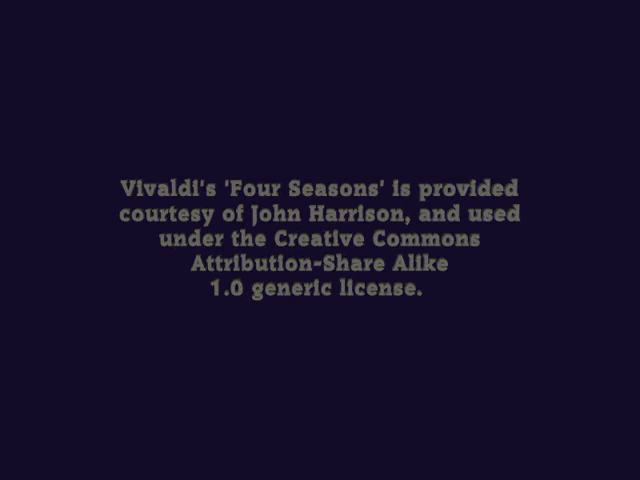 Vivaldi's 'Four Seasons' is provided
courtesy of John Harrison, and used
under the Creative Commons
Attribution-Share Alike
1.0 generic license.